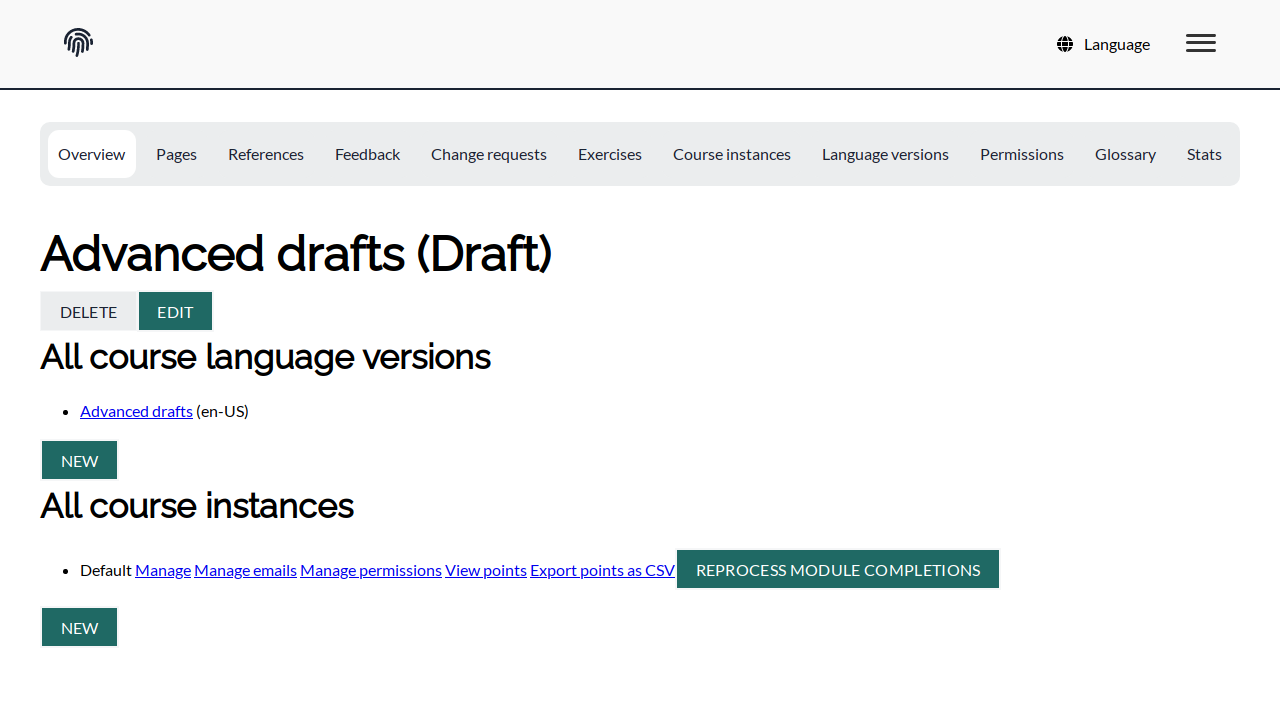 Language
Overview Pages References Feedback Change requests Exercises Course instances Language versions Permissions Glossary Stats
Advanced drafts (Draft)
DELETE EDIT
All course language versions
Advanced drafts (en-US)
NEW
All course instances
Default Manage Manage emails Manage permissions View points Export points as CSV REPROCESS MODULE COMPLETIONS
NEW